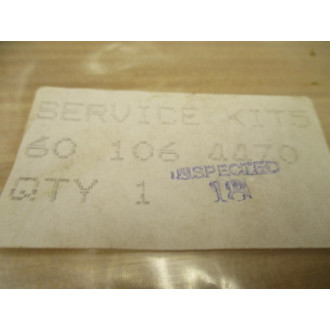 SERVICE KITS
60 106 4470
QTY 1
INSPECTED
18